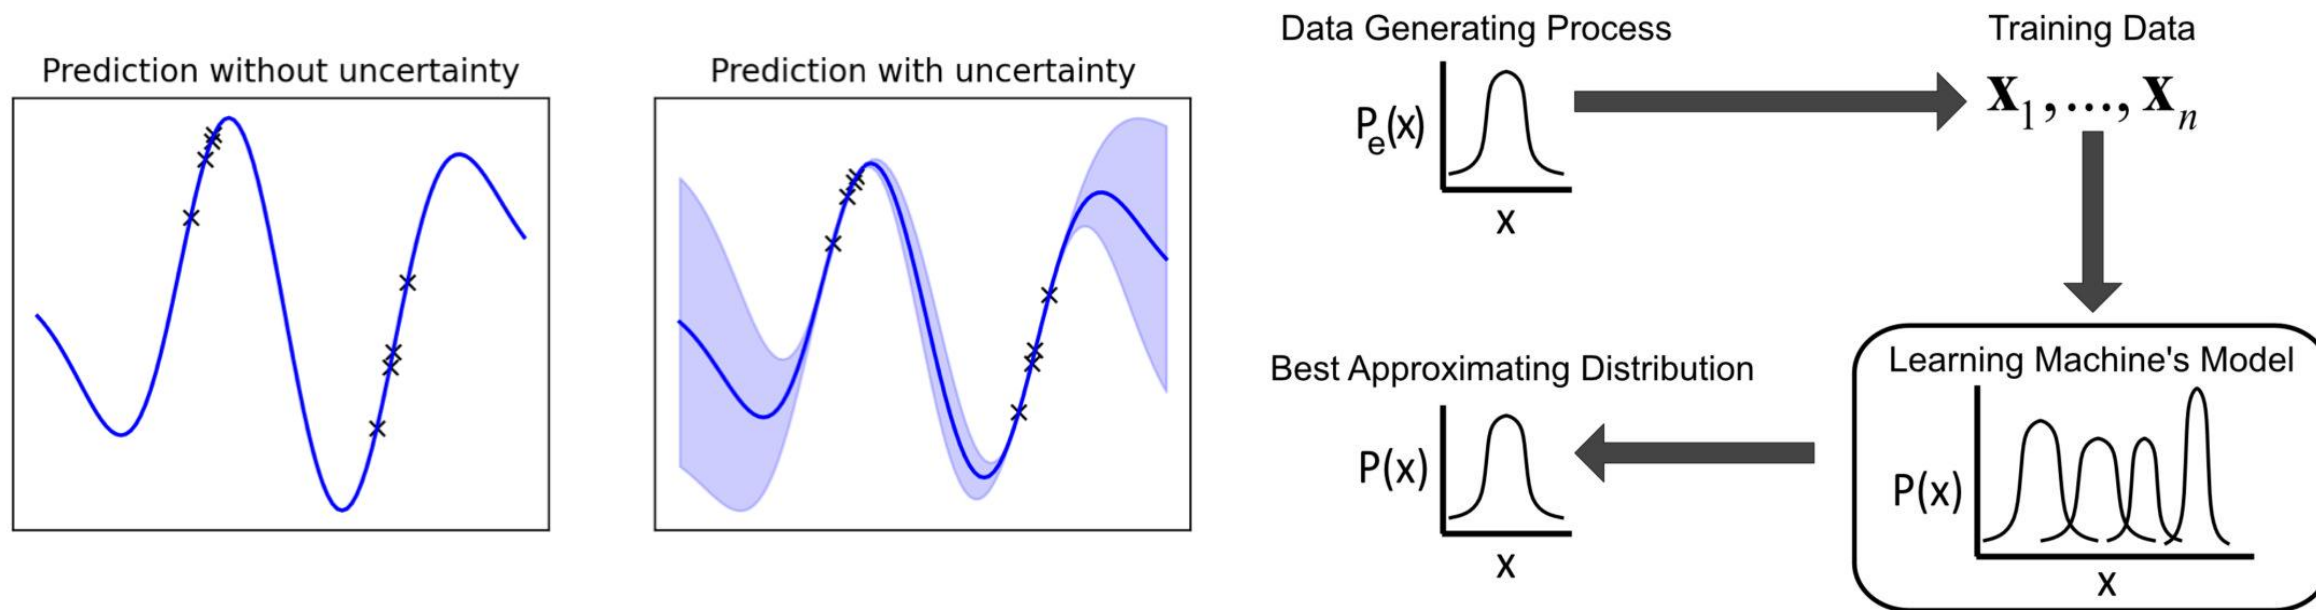 Prediction without uncertainty
Prediction with uncertainty
Data Generating Process
Pe(x)
x
Training Data
x1,..., xn
Learning Machine's Model
P(x)
x
Best Approximating Distribution
P(x)
x